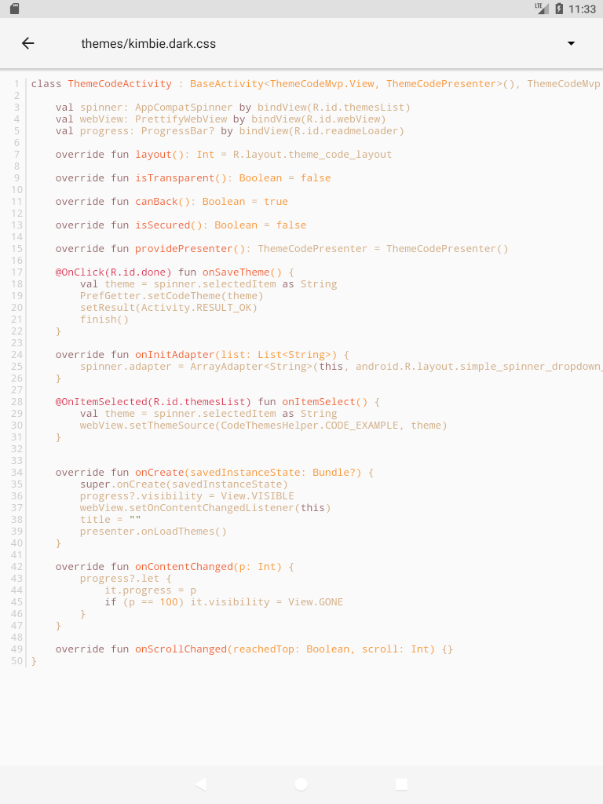 LTE 11:33
themes/kimbie.dark.css
1 class ThemeCodeActivity : BaseActivity<ThemeCodeMvp.View, ThemeCodePresenter>(), ThemeCodeMvp
2
3     val spinner: AppCompatSpinner by bindView(R.id.themesList)
4     val webView: PrettifyWebView by bindView(R.id.webView)
5     val progress: ProgressBar? by bindView(R.id.readmeLoader)
6
7     override fun layout(): Int = R.layout.theme_code_layout
8
9     override fun isTransparent(): Boolean = false
10
11     override fun canBack(): Boolean = true
12
13     override fun isSecured(): Boolean = false
14
15     override fun providePresenter(): ThemeCodePresenter = ThemeCodePresenter()
16
17     @OnClick(R.id.done) fun onSaveTheme() {
18         val theme = spinner.selectedItem as String
19         PrefGetter.setCodeTheme(theme)
20         setResult(Activity.RESULT_OK)
21         finish()
22     }
23
24     override fun onInitAdapter(list: List<String>) {
25         spinner.adapter = ArrayAdapter<String>(this, android.R.layout.simple_spinner_dropdown_
26     }
27
28     @OnItemSelected(R.id.themesList) fun onItemSelect() {
29         val theme = spinner.selectedItem as String
30         webView.setThemeSource(CodeThemesHelper.CODE_EXAMPLE, theme)
31     }
32
33
34     override fun onCreate(savedInstanceState: Bundle?) {
35         super.onCreate(savedInstanceState)
36         progress?.visibility = View.VISIBLE
37         webView.setOnContentChangedListener(this)
38         title = ""
39         presenter.onLoadThemes()
40     }
41
42     override fun onContentChanged(p: Int) {
43         progress?.let {
44             it.progress = p
45             if (p == 100) it.visibility = View.GONE
46         }
47     }
48
49     override fun onScrollChanged(reachedTop: Boolean, scroll: Int) {}
50 }